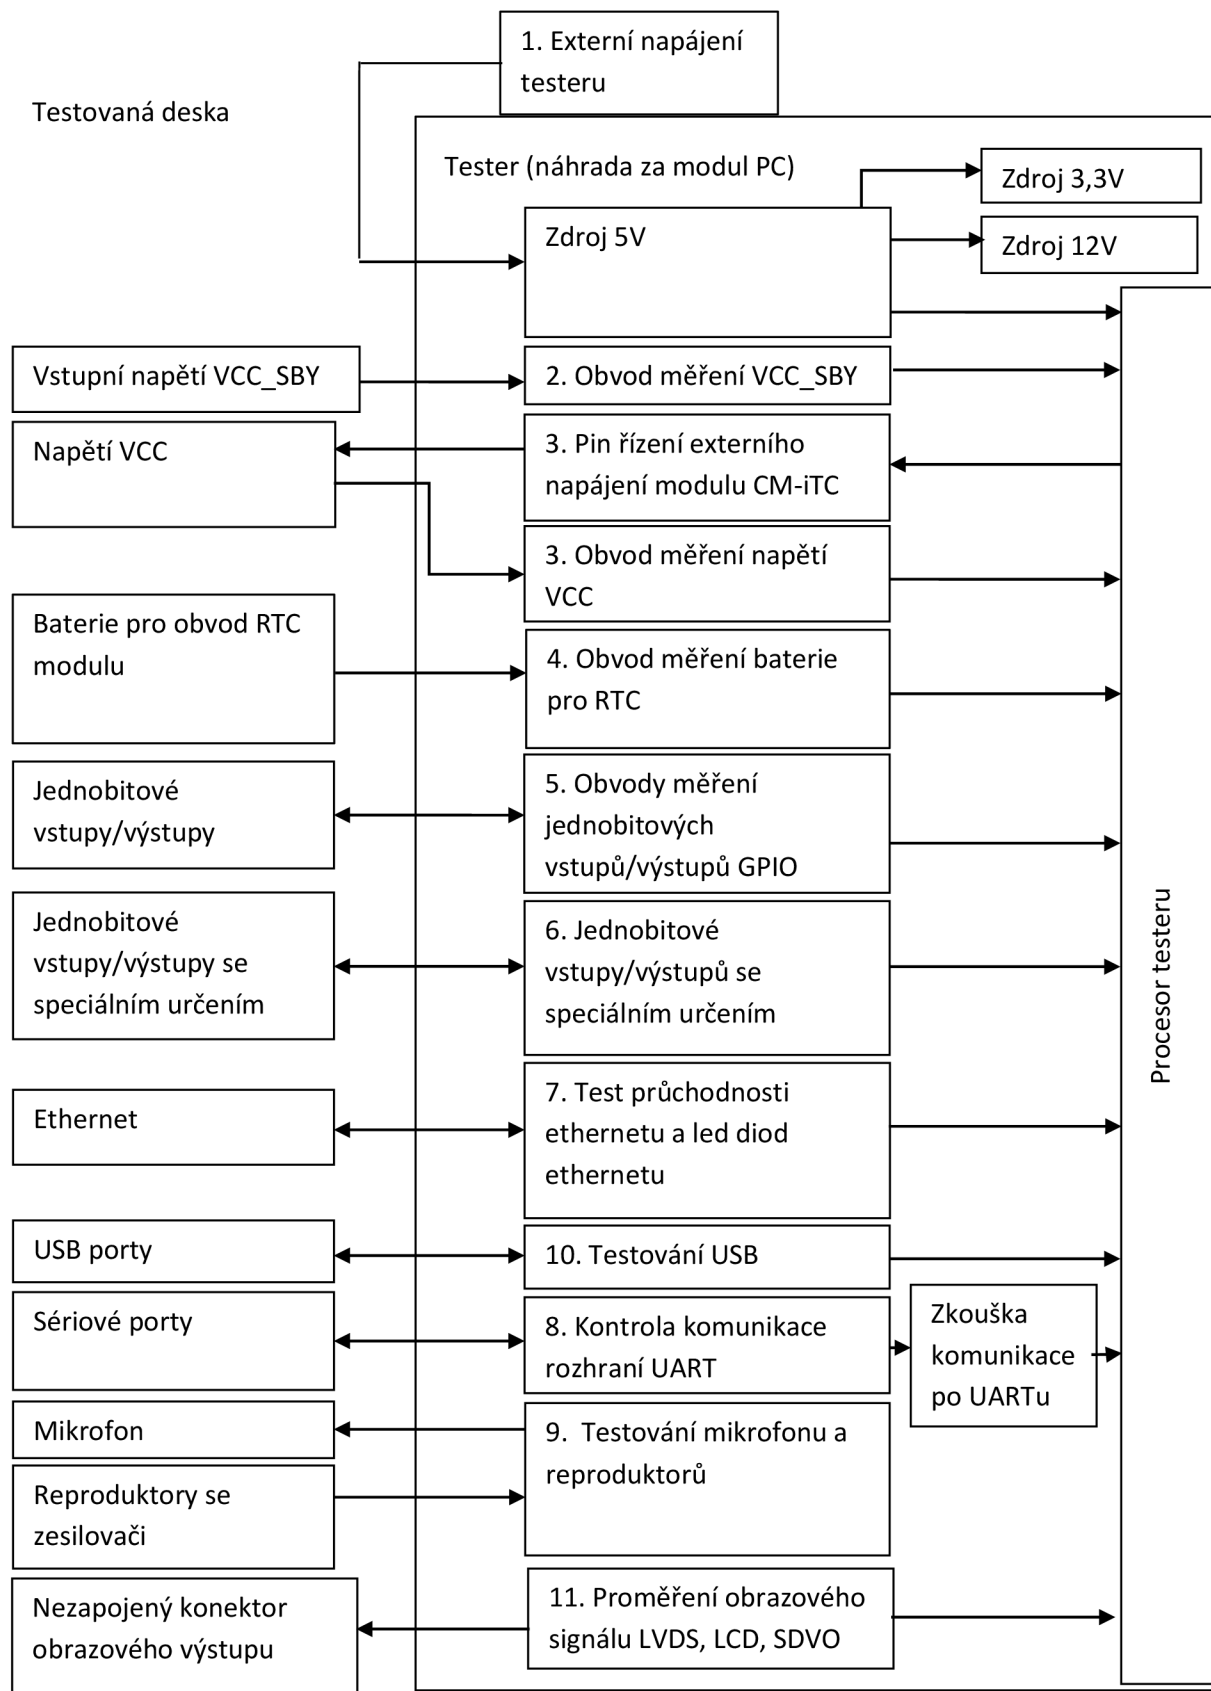 1. Externí napájení
testeru
Testovaná deska
Tester (náhrada za modul PC)
Zdroj 3,3V
Zdroj 5V
Zdroj 12V
Vstupní napětí VCC_SBY
2. Obvod měření VCC_SBY
Napětí VCC
3. Pin řízení externího
napájení modulu CM-iTC
3. Obvod měření napětí
VCC
Baterie pro obvod RTC
modulu
4. Obvod měření baterie
pro RTC
Jednobitové
vstupy/výstupy
5. Obvody měření
jednobitových
vstupů/výstupů GPIO
Jednobitové
vstupy/výstupy se
speciálním určením
6. Jednobitové
vstupy/výstupů se
speciálním určením
Procesor testeru
Ethernet
7. Test průchodnosti
ethernetu a led diod
ethernetu
USB porty
10. Testování USB
Sériové porty
8. Kontrola komunikace
rozhraní UART
Zkouška
komunikace
po UARTu
Mikrofon
9. Testování mikrofonu a
reproduktorů
Reproduktory se
zesilovači
Nezapojený konektor
obrazového výstupu
11. Proměření obrazového
signálu LVDS, LCD, SDVO